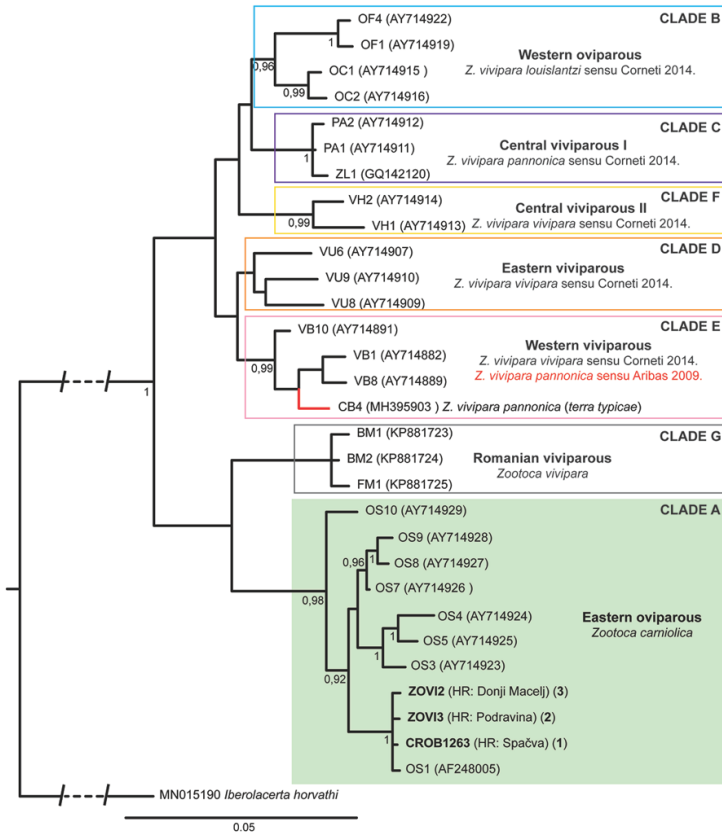 CLADE B
OF4 (AY714922)
1
OF1 (AY714919)
Western oviparous
0,96
Z. vivipara louislantzi sensu Corneti 2014.
OC1 (AY714915 )
0,99
OC2 (AY714916)
CLADE C
PA2 (AY714912)
Central viviparous I
1
PA1 (AY714911)
Z. vivipara pannonica sensu Corneti 2014.
ZL1 (GQ142120)
CLADE F
VH2 (AY714914)
Central viviparous II
0,99
VH1 (AY714913)
Z. vivipara vivipara sensu Corneti 2014.
CLADE D
VU6 (AY714907)
Eastern viviparous
VU9 (AY714910)
Z. vivipara vivipara sensu Corneti 2014.
VU8 (AY714909)
CLADE E
VB10 (AY714891)
Western viviparous
0,99
VB1 (AY714882)
Z. vivipara vivipara sensu Corneti 2014.
VB8 (AY714889)
Z. vivipara pannonica sensu Aribas 2009.
1
CB4 (MH395903 ) Z. vivipara pannonica (terra typicae)
CLADE G
BM1 (KP881723)
Romanian viviparous
BM2 (KP881724)
Zootoca vivipara
FM1 (KP881725)
CLADE A
OS10 (AY714929)
OS9 (AY714928)
0,96
1
OS8 (AY714927)
OS7 (AY714926 )
0,98
OS4 (AY714924)
Eastern oviparous
1
OS5 (AY714925)
Zootoca carniolica
1
OS3 (AY714923)
0,92
ZOVI2 (HR: Donji Macelj) (3)
ZOVI3 (HR: Podravina) (2)
1
CROB1263 (HR: Spačva) (1)
OS1 (AF248005)
MN015190 Iberolacerta horvathi
0.05